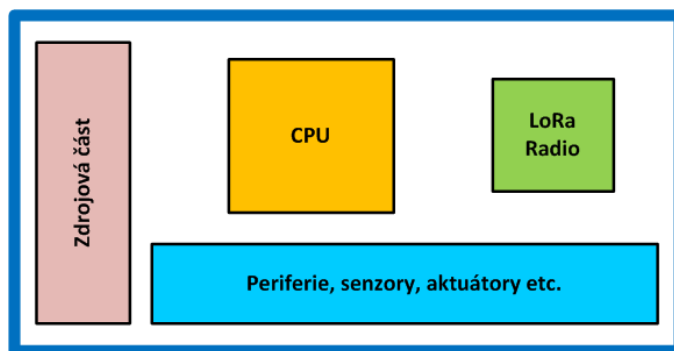 Zdrojová část
CPU
LoRa
Radio
Periferie, senzory, aktuátory etc.